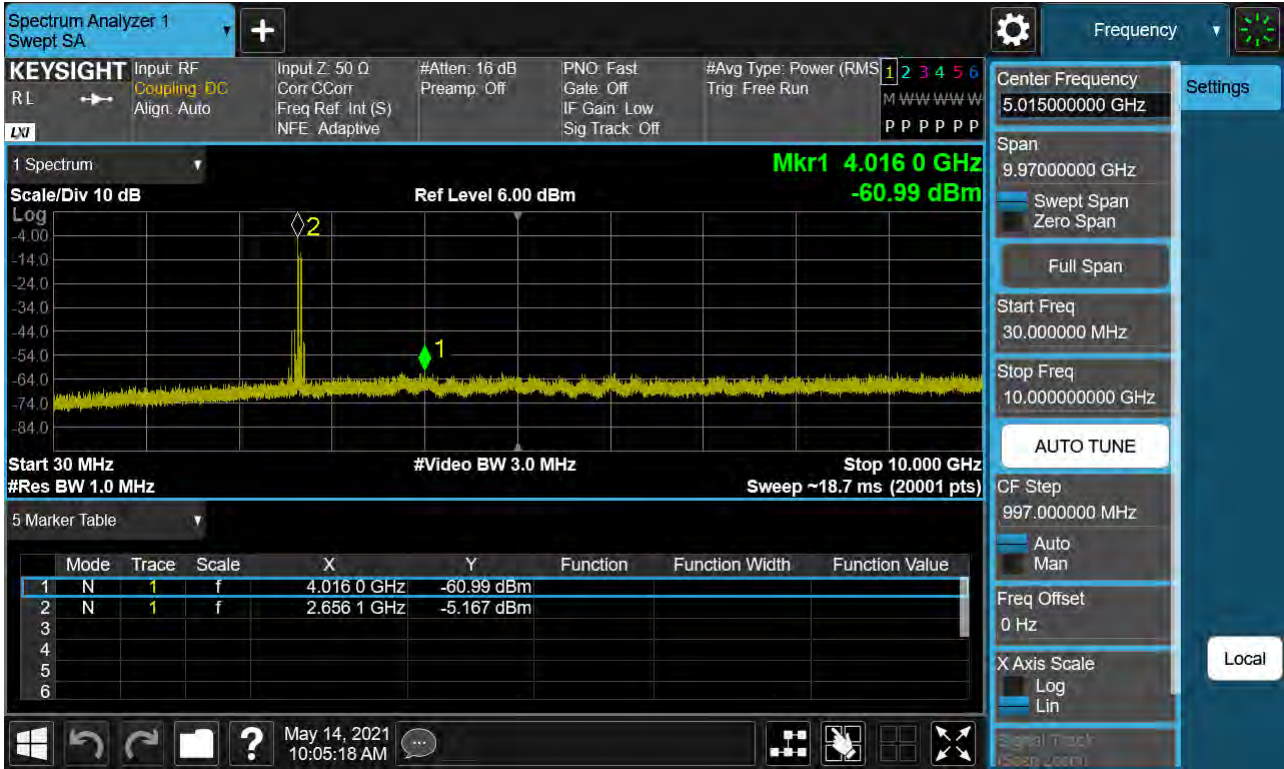 Spectrum Analyzer 1
Swept SA
Frequency
KEYSIGHT
R L
LXI
Input: RF
Coupling: DC
Align: Auto
Input Z: 50 Ω
Corr CCorr
Freq Ref: Int (S)
NFE: Adaptive
#Atten: 16 dB
Preamp: Off
PNO: Fast
Gate: Off
IF Gain: Low
Sig Track: Off
#Avg Type: Power (RMS
Trig: Free Run
1 2 3 4 5 6
M W W W W W
P P P P P P
1 Spectrum
Mkr1 4.016 0 GHz
-60.99 dBm
Scale/Div 10 dB
Ref Level 6.00 dBm
Log
-4.00
-14.0
-24.0
-34.0
-44.0
-54.0
-64.0
-74.0
-84.0
2
1
Start 30 MHz
#Video BW 3.0 MHz
Stop 10.000 GHz
#Res BW 1.0 MHz
Sweep ~18.7 ms (20001 pts)
5 Marker Table
Mode Trace Scale X Y Function Function Width Function Value
1 N 1 f 4.016 0 GHz -60.99 dBm
2 N 1 f 2.656 1 GHz -5.167 dBm
3
4
5
6
?
May 14, 2021
10:05:18 AM
Center Frequency
5.015000000 GHz
Settings
Span
9.97000000 GHz
Swept Span
Zero Span
Full Span
Start Freq
30.000000 MHz
Stop Freq
10.000000000 GHz
AUTO TUNE
CF Step
997.000000 MHz
Auto
Man
Freq Offset
0 Hz
X Axis Scale
Log
Lin
Local
Signal Track
(Span Zoom)